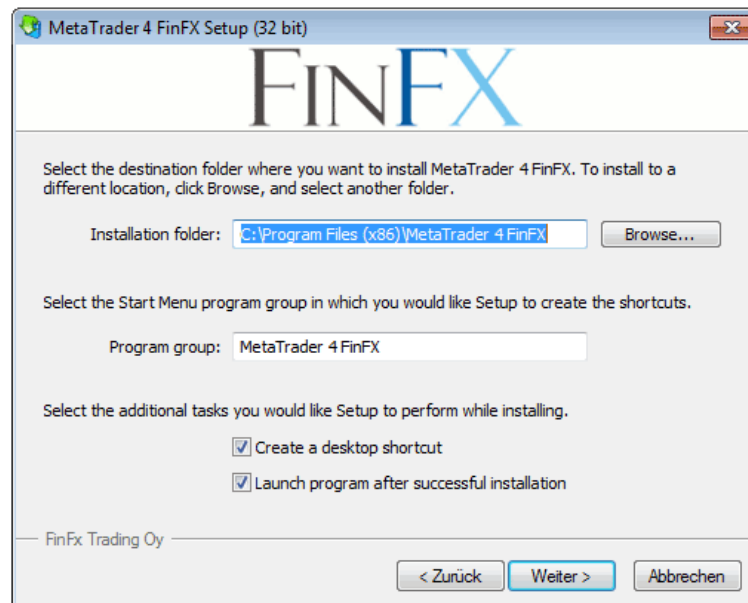 MetaTrader 4 FinFX Setup (32 bit)
FINFX
Select the destination folder where you want to install MetaTrader 4 FinFX. To install to a
different location, click Browse, and select another folder.
Installation folder: C:\Program Files (x86)\MetaTrader 4 FinFX Browse...
Select the Start Menu program group in which you would like Setup to create the shortcuts.
Program group: MetaTrader 4 FinFX
Select the additional tasks you would like Setup to perform while installing.
Create a desktop shortcut
Launch program after successful installation
FinFx Trading Oy
< Zurück Weiter > Abbrechen